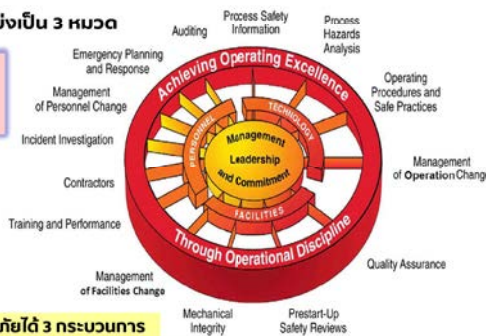 งเป็น 3 หมวด
Auditing
Process Safety
Information
Process
Hazards
Analysis
Emergency Planning
and Response
Operating
Procedures and
Safe Practices
Management
of Personnel Change
Incident Investigation
Management
of Operation Change
Contractors
Training and Performance
Quality Assurance
Management
of Facilities Change
Mechanical
Integrity
Prestart-Up
Safety Reviews
Achieving Operating Excellence
PERSONNEL
TECHNOLOGY
Management
Leadership
and Commitment
FACILITIES
Through Operational Discipline
ภัยได้ 3 กระบวนการ